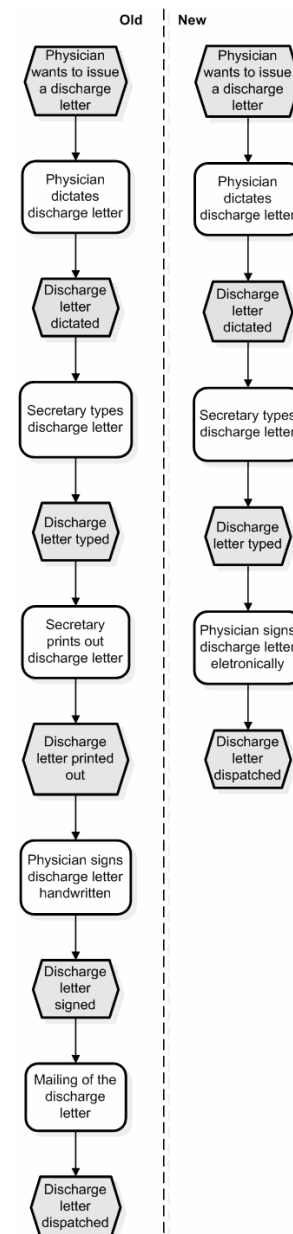 Old
New
Physician
wants to issue
a discharge
letter
Physician
dictates
discharge letter
Discharge
letter
dictated
Secretary types
discharge letter
Discharge
letter typed
Secretary
prints out
discharge letter
Discharge
letter printed
out
Physician signs
discharge letter
handwritten
Discharge
letter
signed
Mailing of the
discharge
letter
Discharge
letter
dispatched
Physician
wants to issue
a discharge
letter
Physician
dictates
discharge letter
Discharge
letter
dictated
Secretary types
discharge letter
Discharge
letter typed
Physician signs
discharge letter
eletronically
Discharge
letter
dispatched